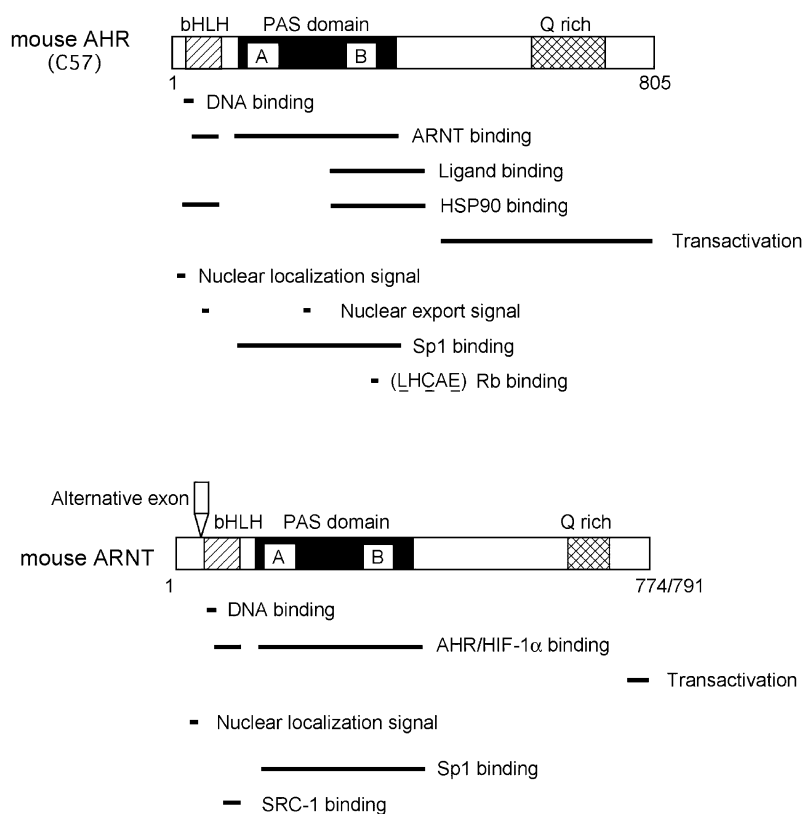 bHLH PAS domain Q rich
mouse AHR
(C57)
A B
1 805
DNA binding
ARNT binding
Ligand binding
HSP90 binding
Transactivation
Nuclear localization signal
Nuclear export signal
Sp1 binding
(LHCAE) Rb binding
Alternative exon
bHLH PAS domain Q rich
mouse ARNT
A B
1 774/791
DNA binding
AHR/HIF-1α binding
Transactivation
Nuclear localization signal
Sp1 binding
SRC-1 binding